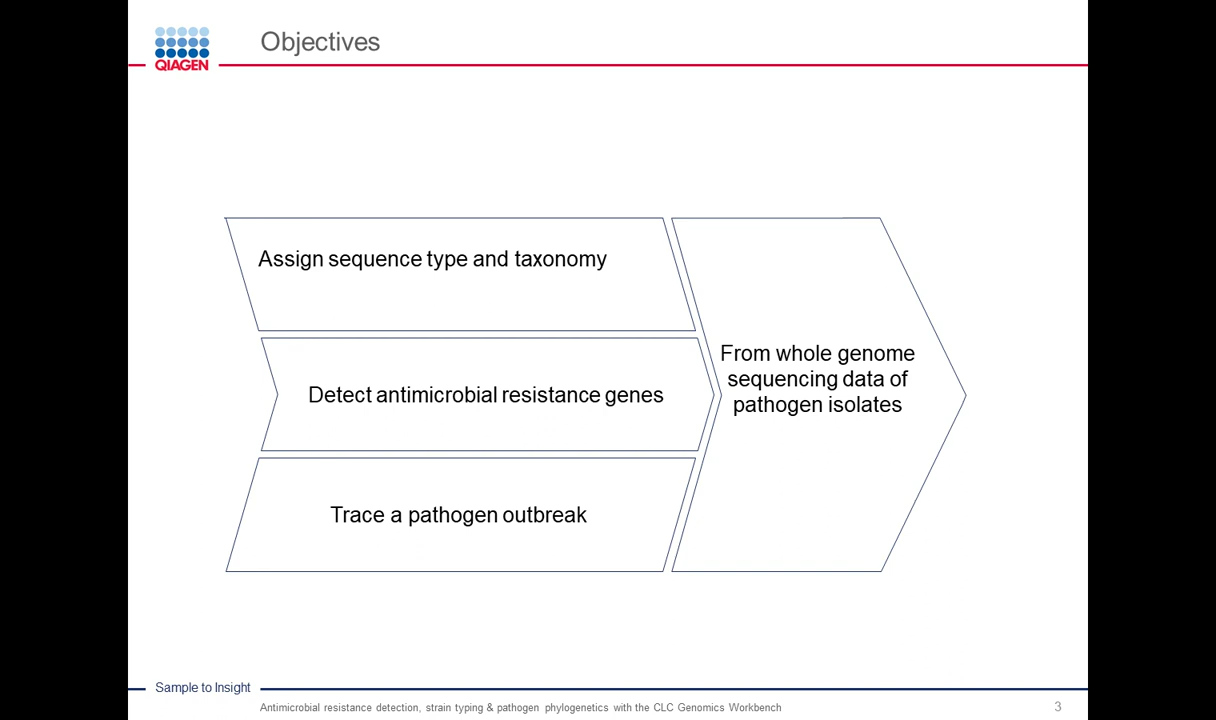 QIAGEN
Objectives
Assign sequence type and taxonomy
Detect antimicrobial resistance genes
Trace a pathogen outbreak
From whole genome
sequencing data of
pathogen isolates
Sample to Insight
Antimicrobial resistance detection, strain typing & pathogen phylogenetics with the CLC Genomics Workbench
3